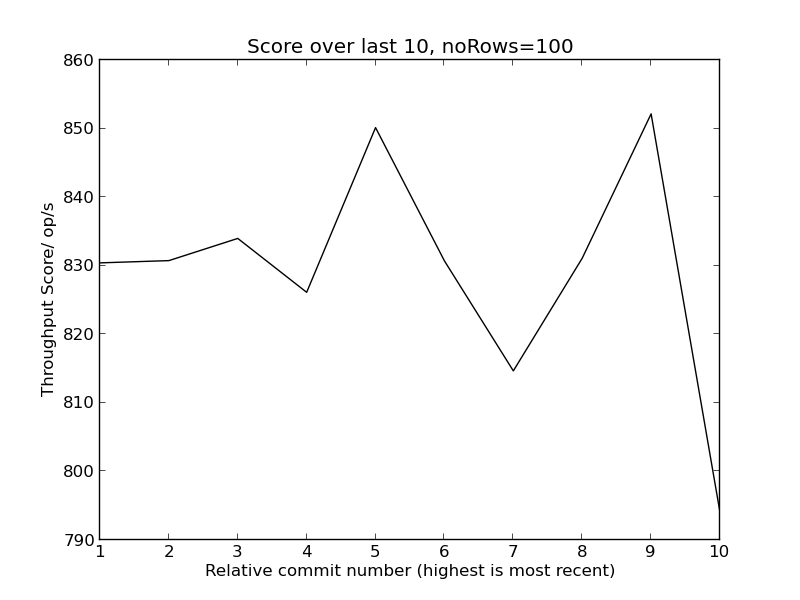 Score over last 10, noRows=100
860
850
840
830
820
810
800
790
Throughput Score/ op/s
1 2 3 4 5 6 7 8 9 10
Relative commit number (highest is most recent)